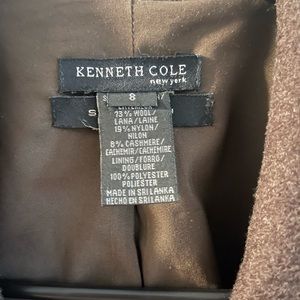 KENNETH COLE
new york
8
73% WOOL/
LANA/LAINE
19% NYLON/
NILON
8% CASHMERE/
CACHEMIR/CACHEMIRE
LINING/FORRO/
DOUBLURE
100% POLYESTER
POLYESTER
MADE IN SRI LANKA
HECHO EN SRI LANKA